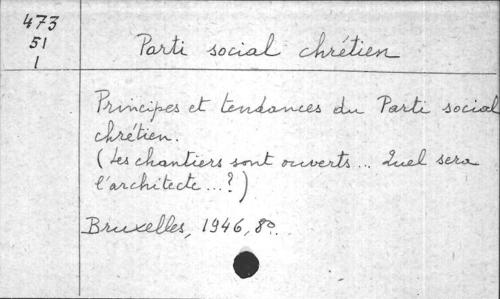 473
51
1
Parti social chrétien
Principes et tendances du Parti social
chrétien.
(Les chantiers sont ouverts... Quel sera
l'architecte...?)
Bruxelles, 1946, 8o.